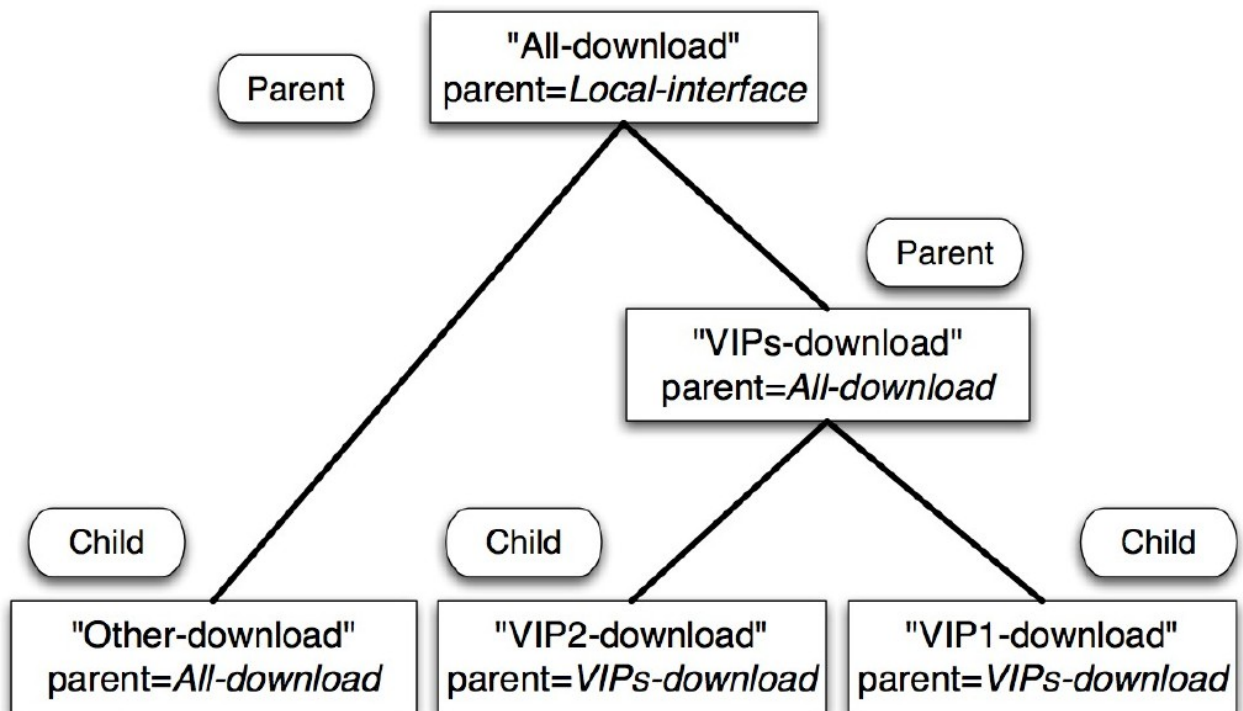 Parent
"All-download"
parent=Local-interface
Parent
"VIPs-download"
parent=All-download
Child
"Other-download"
parent=All-download
Child
"VIP2-download"
parent=VIPs-download
Child
"VIP1-download"
parent=VIPs-download